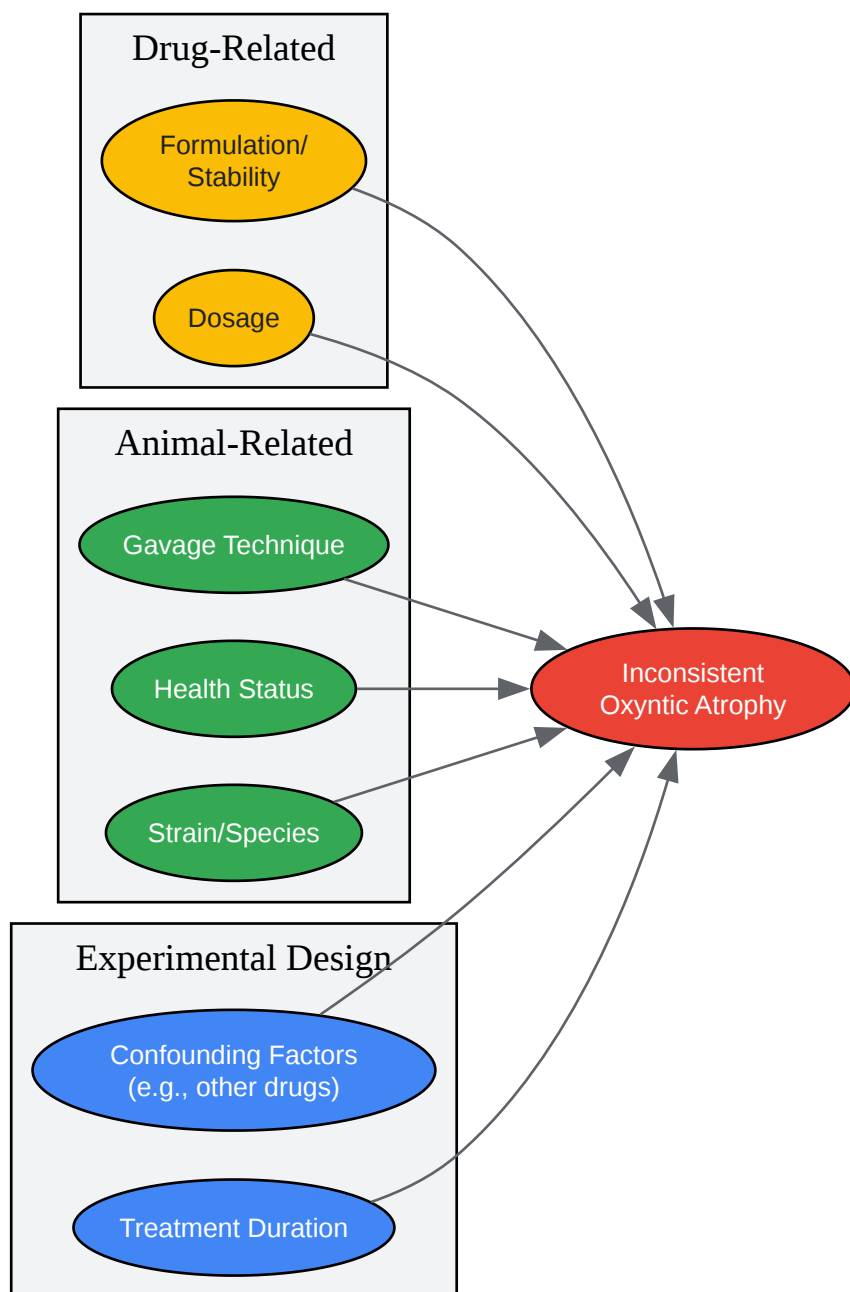 Drug-Related
Formulation/
Stability
Dosage
Animal-Related
Gavage Technique
Health Status
Strain/Species
Inconsistent
Oxyntic Atrophy
Experimental Design
Confounding Factors
(e.g., other drugs)
Treatment Duration